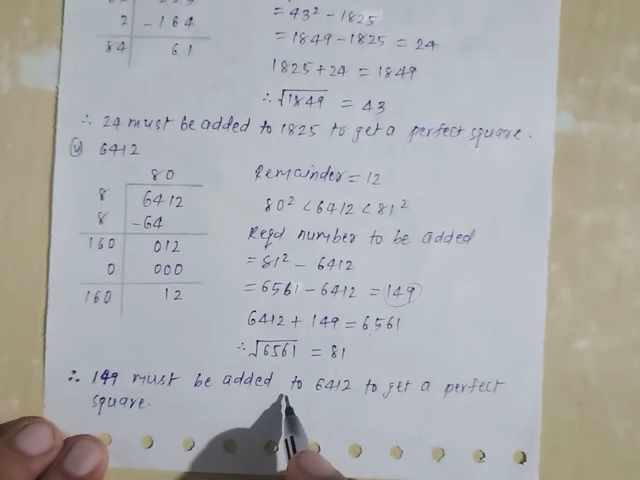 = 43² - 1825
2 - 164
= 1849 - 1825 = 24
84 61
1825 + 24 = 1849
∴ √1849 = 43
∴ 24 must be added to 1825 to get a perfect square.
(v) 6412
80
8 6412
8 -64
160 012
0 000
160 12
Remainder = 12
80² < 6412 < 81²
Reqd number to be added
= 81² - 6412
= 6561 - 6412 = 149
6412 + 149 = 6561
∴ √6561 = 81
∴ 149 must be added to 6412 to get a perfect
square.